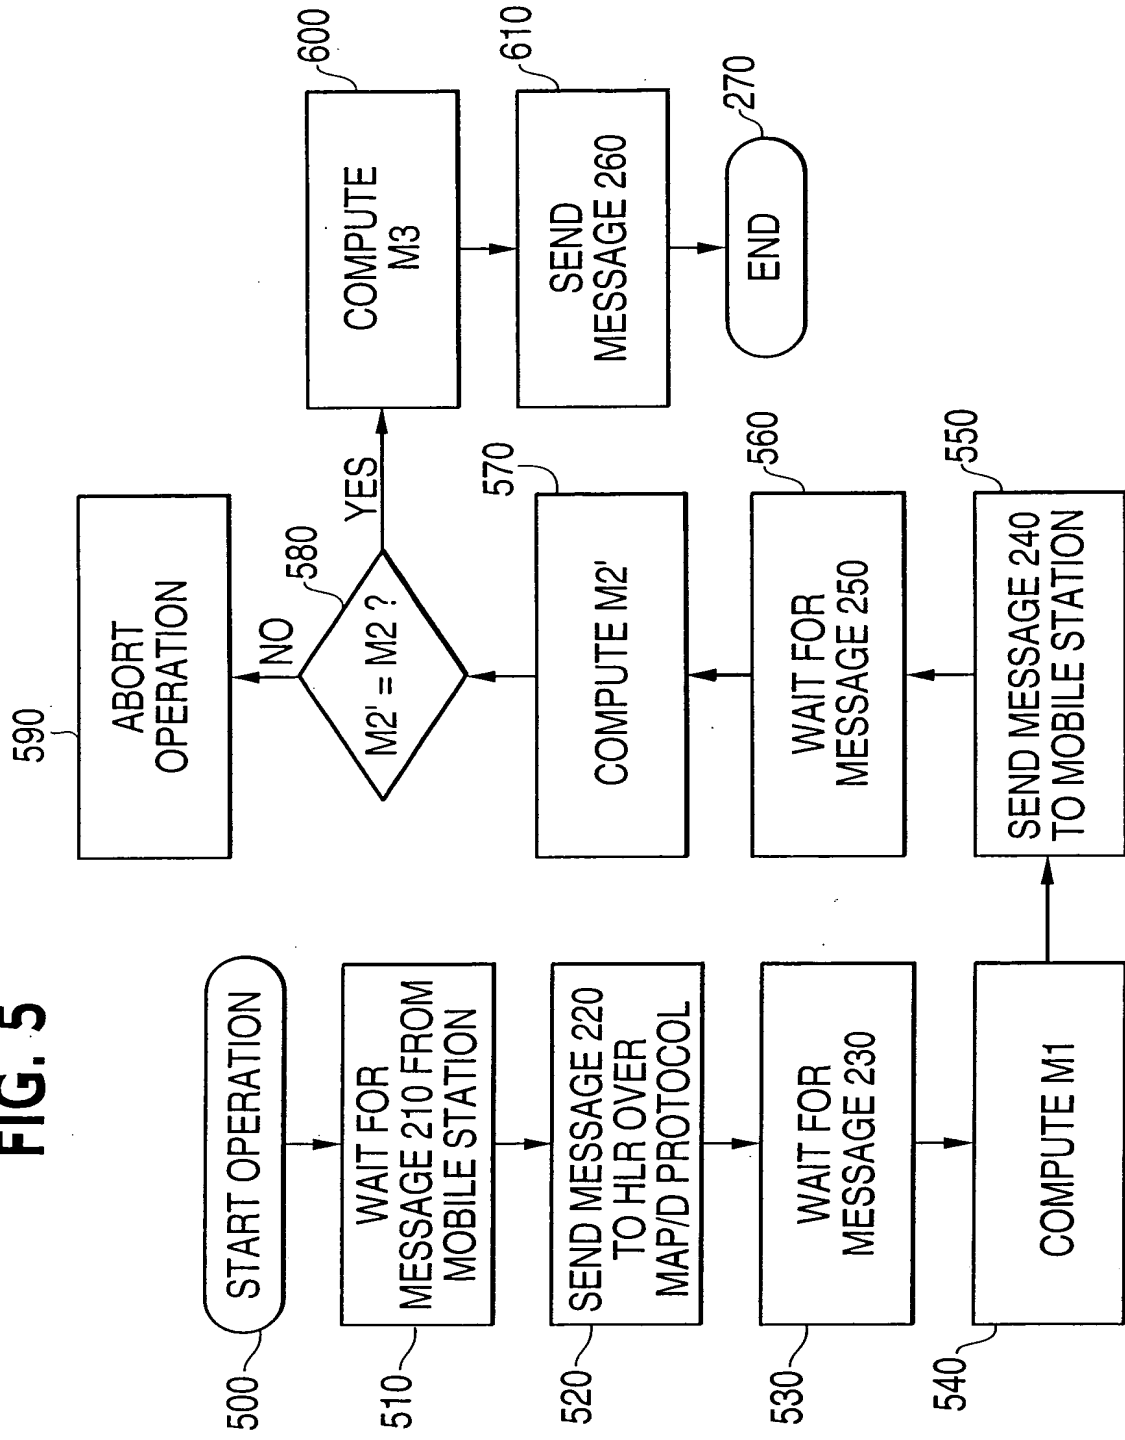 FIG. 5
500
START OPERATION
510
WAIT FOR
MESSAGE 210 FROM
MOBILE STATION
520
SEND MESSAGE 220
TO HLR OVER
MAP/D PROTOCOL
530
WAIT FOR
MESSAGE 230
540
COMPUTE M1
550
SEND MESSAGE 240
TO MOBILE STATION
560
WAIT FOR
MESSAGE 250
570
COMPUTE M2'
580
M2' = M2 ?
NO
590
ABORT
OPERATION
YES
600
COMPUTE
M3
610
SEND
MESSAGE 260
270
END